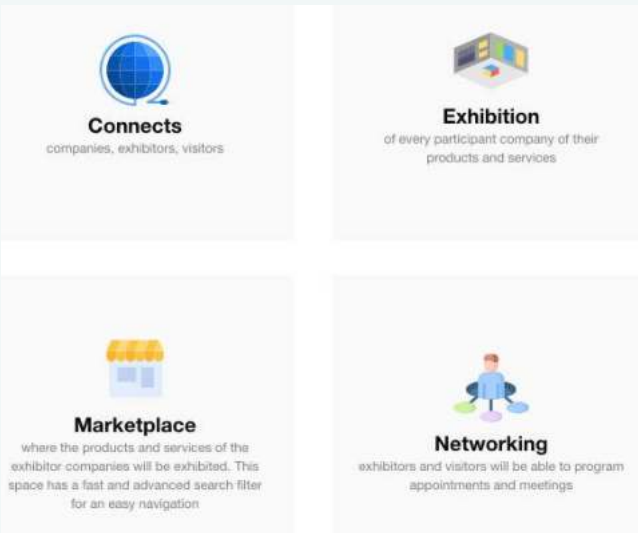 Connects
companies, exhibitors, visitors
Exhibition
of every participant company of their
products and services
Marketplace
where the products and services of the
exhibitor companies will be exhibited. This
space has a fast and advanced search filter
for an easy navigation
Networking
exhibitors and visitors will be able to program
appointments and meetings